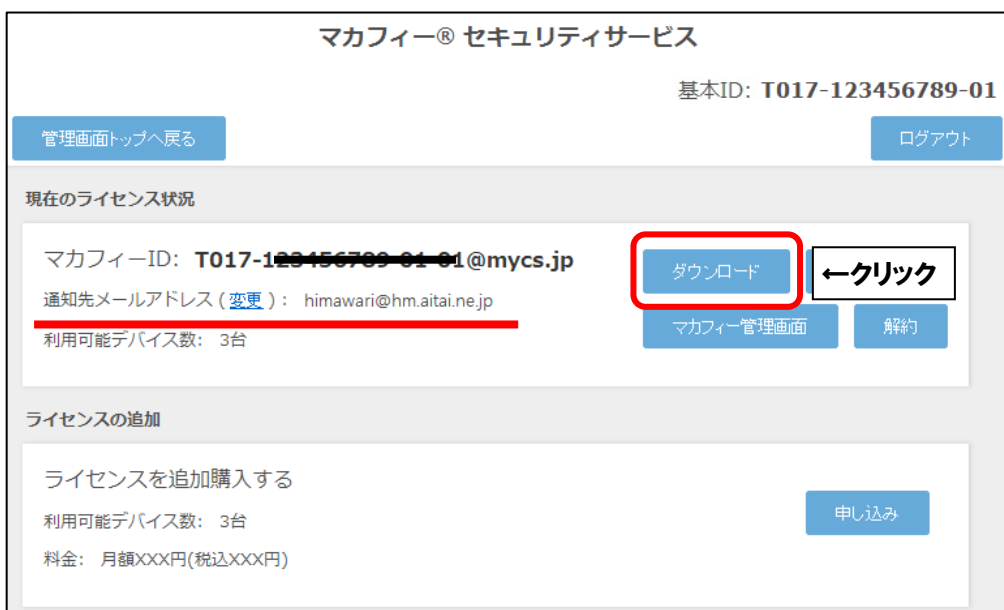 マカフィー® セキュリティサービス
基本ID: T017-123456789-01
管理画面トップへ戻る
ログアウト
現在のライセンス状況
マカフィーID: T017-123456789-01-01@mycs.jp
ダウンロード
←クリック
通知先メールアドレス ( 変更 ) : himawari@hm.aitai.ne.jp
マカフィー管理画面
解約
利用可能デバイス数: 3台
ライセンスの追加
ライセンスを追加購入する
利用可能デバイス数: 3台
申し込み
料金: 月額XXX円(税込XXX円)